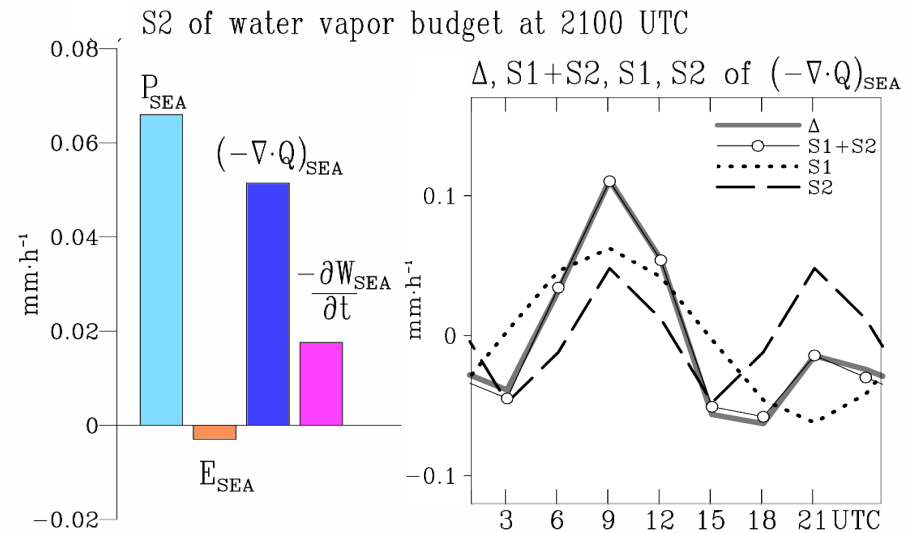 S2 of water vapor budget at 2100 UTC
0.08
P_SEA
0.06
(−∇·Q)_SEA
0.04
−∂W_SEA
∂t
mm·h⁻¹
0.02
0
E_SEA
−0.02
Δ, S1+S2, S1, S2 of (−∇·Q)_SEA
Δ
S1+S2
S1
S2
0.1
mm·h⁻¹
0
−0.1
3 6 9 12 15 18 21 UTC